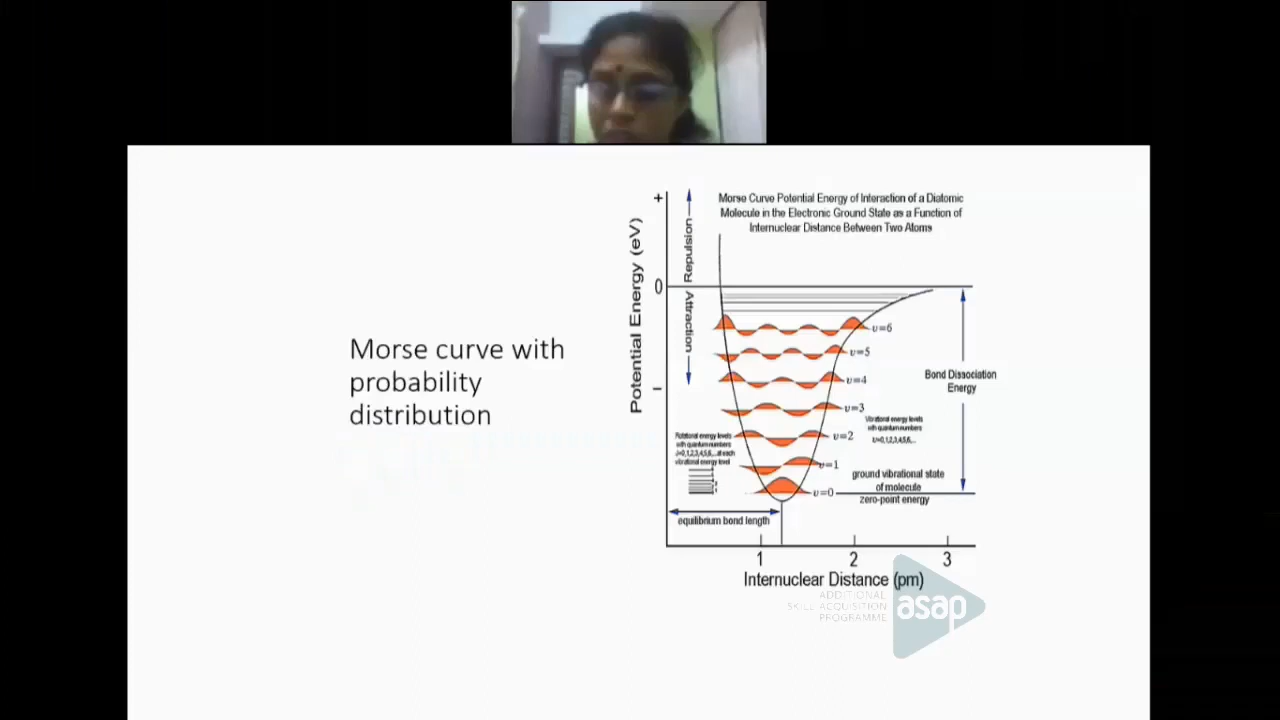 Morse curve with
probability
distribution
Morse Curve Potential Energy of Interaction of a Diatomic
Molecule in the Electronic Ground State as a Function of
Internuclear Distance Between Two Atoms
Potential Energy (eV)
+
0
−
Repulsion
Attraction
υ=6
υ=5
υ=4
υ=3
υ=2
υ=1
υ=0
Bond Dissociation
Energy
Vibrational energy levels
with quantum numbers
υ=0,1,2,3,4,5,6,...
Rotational energy levels
with quantum numbers
J=0,1,2,3,4,5,6,...at each
vibrational energy level
ground vibrational state
of molecule
zero-point energy
equilibrium bond length
1 2 3
Internuclear Distance (pm)
ADDITIONAL
SKILL ACQUISITION
PROGRAMME
asap